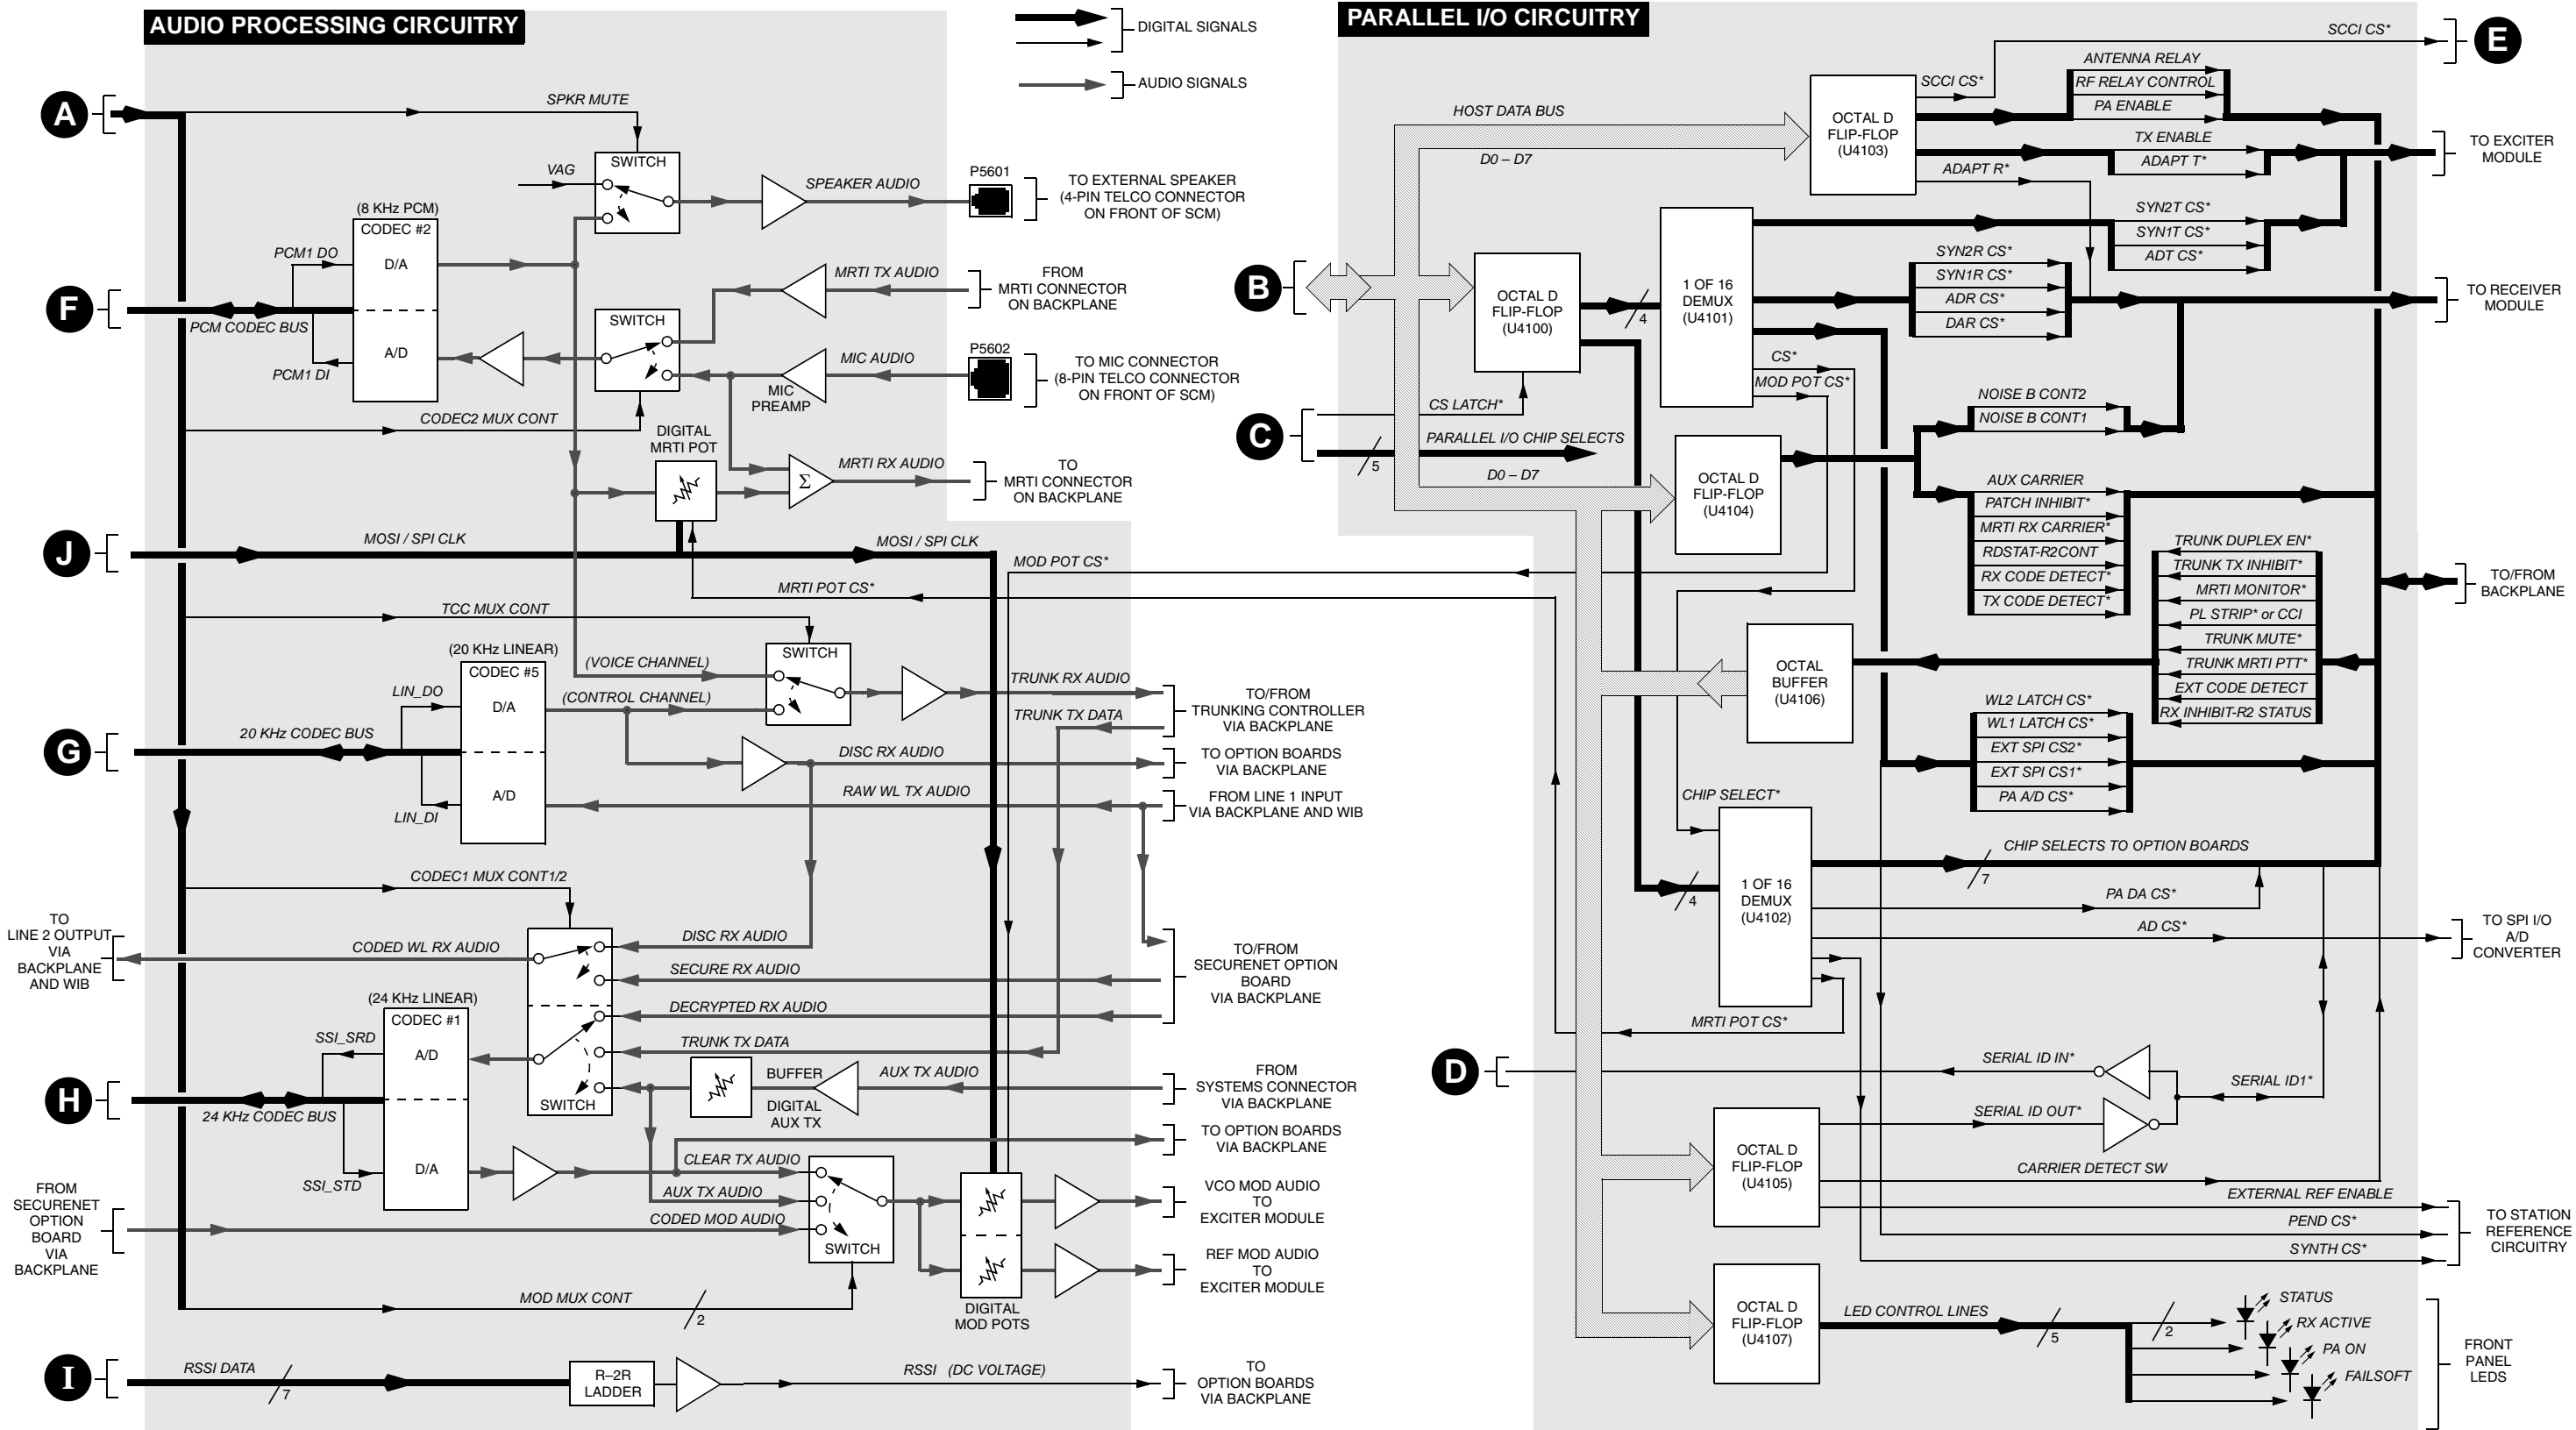 AUDIO PROCESSING CIRCUITRY
DIGITAL SIGNALS
AUDIO SIGNALS
A
SPKR MUTE
SWITCH
VAG
SPEAKER AUDIO
P5601
TO EXTERNAL SPEAKER
(4-PIN TELCO CONNECTOR
ON FRONT OF SCM)
(8 KHz PCM)
CODEC #2
D/A
A/D
PCM1 DO
F
PCM CODEC BUS
PCM1 DI
MRTI TX AUDIO
FROM
MRTI CONNECTOR
ON BACKPLANE
SWITCH
MIC AUDIO
MIC
PREAMP
P5602
TO MIC CONNECTOR
(8-PIN TELCO CONNECTOR
ON FRONT OF SCM)
CODEC2 MUX CONT
DIGITAL
MRTI POT
Σ
MRTI RX AUDIO
TO
MRTI CONNECTOR
ON BACKPLANE
J
MOSI / SPI CLK
MOSI / SPI CLK
MOD POT CS*
MRTI POT CS*
TCC MUX CONT
SWITCH
(20 KHz LINEAR)
CODEC #5
D/A
A/D
(VOICE CHANNEL)
(CONTROL CHANNEL)
LIN_DO
G
20 KHz CODEC BUS
LIN_DI
TRUNK RX AUDIO
TRUNK TX DATA
TO/FROM
TRUNKING CONTROLLER
VIA BACKPLANE
DISC RX AUDIO
TO OPTION BOARDS
VIA BACKPLANE
RAW WL TX AUDIO
FROM LINE 1 INPUT
VIA BACKPLANE AND WIB
CODEC1 MUX CONT1/2
TO
LINE 2 OUTPUT
VIA
BACKPLANE
AND WIB
CODED WL RX AUDIO
DISC RX AUDIO
SECURE RX AUDIO
DECRYPTED RX AUDIO
TRUNK TX DATA
TO/FROM
SECURENET OPTION
BOARD
VIA BACKPLANE
SWITCH
(24 KHz LINEAR)
CODEC #1
A/D
D/A
SSI_SRD
H
24 KHz CODEC BUS
SSI_STD
BUFFER
DIGITAL
AUX TX
AUX TX AUDIO
FROM
SYSTEMS CONNECTOR
VIA BACKPLANE
TO OPTION BOARDS
VIA BACKPLANE
CLEAR TX AUDIO
AUX TX AUDIO
CODED MOD AUDIO
SWITCH
FROM
SECURENET
OPTION
BOARD
VIA
BACKPLANE
VCO MOD AUDIO
TO
EXCITER MODULE
REF MOD AUDIO
TO
EXCITER MODULE
DIGITAL
MOD POTS
MOD MUX CONT
2
I
RSSI DATA
7
R–2R
LADDER
RSSI (DC VOLTAGE)
TO
OPTION BOARDS
VIA BACKPLANE
PARALLEL I/O CIRCUITRY
SCCI CS*
E
SCCI CS*
ANTENNA RELAY
RF RELAY CONTROL
PA ENABLE
TX ENABLE
ADAPT T*
ADAPT R*
OCTAL D
FLIP-FLOP
(U4103)
TO EXCITER
MODULE
HOST DATA BUS
D0 – D7
SYN2T CS*
SYN1T CS*
ADT CS*
B
OCTAL D
FLIP-FLOP
(U4100)
4
1 OF 16
DEMUX
(U4101)
SYN2R CS*
SYN1R CS*
ADR CS*
DAR CS*
TO RECEIVER
MODULE
CS*
MOD POT CS*
C
CS LATCH*
PARALLEL I/O CHIP SELECTS
5
D0 – D7
OCTAL D
FLIP-FLOP
(U4104)
NOISE B CONT2
NOISE B CONT1
AUX CARRIER
PATCH INHIBIT*
MRTI RX CARRIER*
RDSTAT-R2CONT
RX CODE DETECT*
TX CODE DETECT*
TRUNK DUPLEX EN*
TRUNK TX INHIBIT*
MRTI MONITOR*
PL STRIP* or CCI
TRUNK MUTE*
TRUNK MRTI PTT*
EXT CODE DETECT
RX INHIBIT-R2 STATUS
TO/FROM
BACKPLANE
OCTAL
BUFFER
(U4106)
WL2 LATCH CS*
WL1 LATCH CS*
EXT SPI CS2*
EXT SPI CS1*
PA A/D CS*
CHIP SELECT*
4
1 OF 16
DEMUX
(U4102)
CHIP SELECTS TO OPTION BOARDS
7
PA DA CS*
AD CS*
TO SPI I/O
A/D
CONVERTER
MRTI POT CS*
D
SERIAL ID IN*
SERIAL ID1*
SERIAL ID OUT*
OCTAL D
FLIP-FLOP
(U4105)
CARRIER DETECT SW
EXTERNAL REF ENABLE
PEND CS*
SYNTH CS*
TO STATION
REFERENCE
CIRCUITRY
OCTAL D
FLIP-FLOP
(U4107)
LED CONTROL LINES
5
2
STATUS
RX ACTIVE
PA ON
FAILSOFT
FRONT
PANEL
LEDS